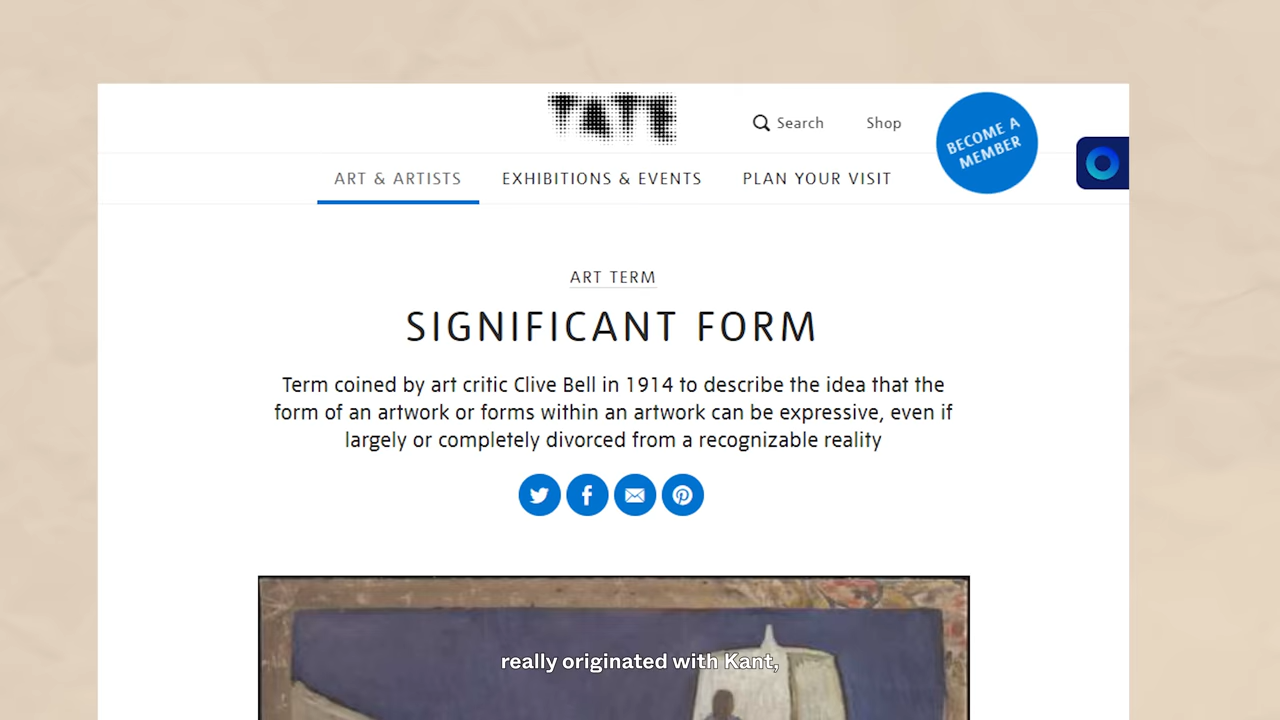 TATE
Search
Shop
BECOME A
MEMBER
ART & ARTISTS
EXHIBITIONS & EVENTS
PLAN YOUR VISIT
ART TERM
SIGNIFICANT FORM
Term coined by art critic Clive Bell in 1914 to describe the idea that the
form of an artwork or forms within an artwork can be expressive, even if
largely or completely divorced from a recognizable reality
really originated with Kant,